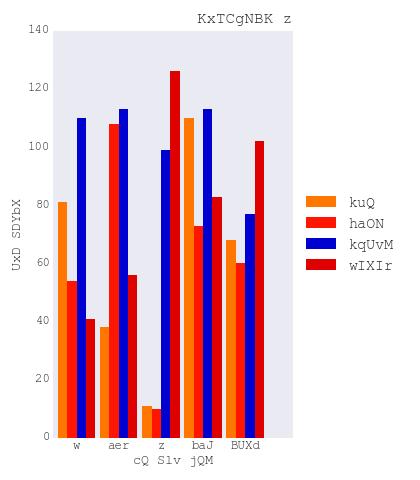 KxTCgNBK z
140
120
100
80
60
40
20
0
UxD SDYbX
w aer z baJ BUXd
cQ Slv jQM
kuQ
haON
kqUvM
wIXIr